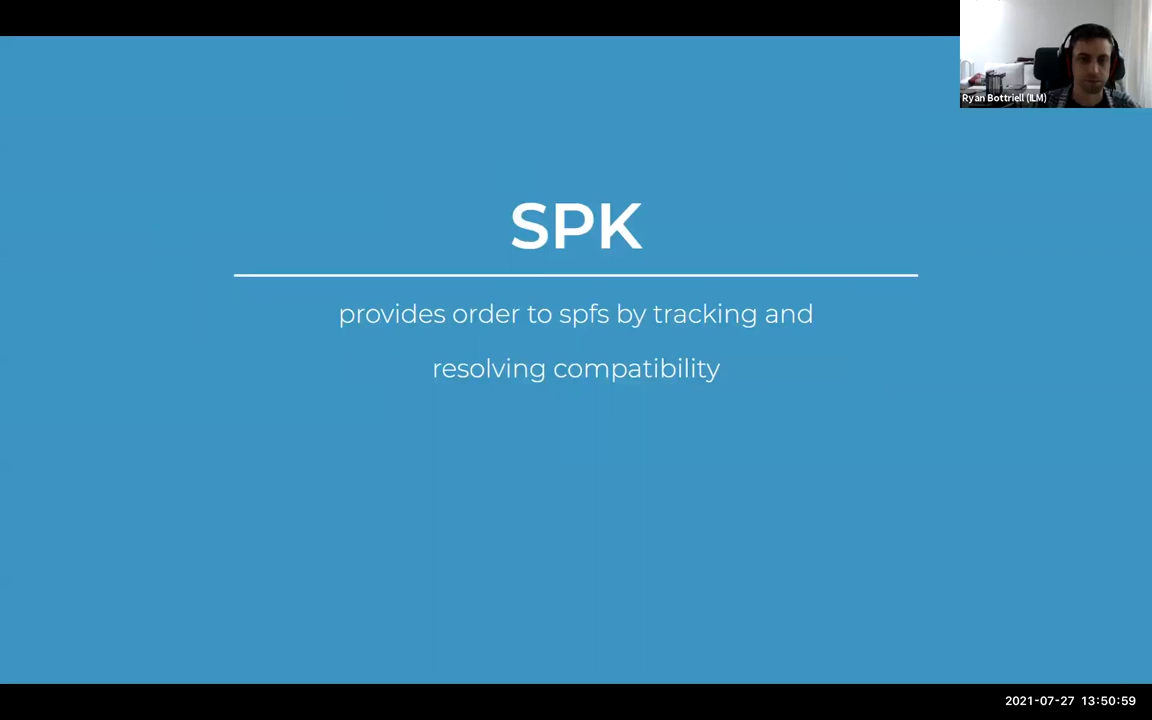 Ryan Bottriell (ILM)
SPK
provides order to spfs by tracking and
resolving compatibility
2021-07-27 13:50:59